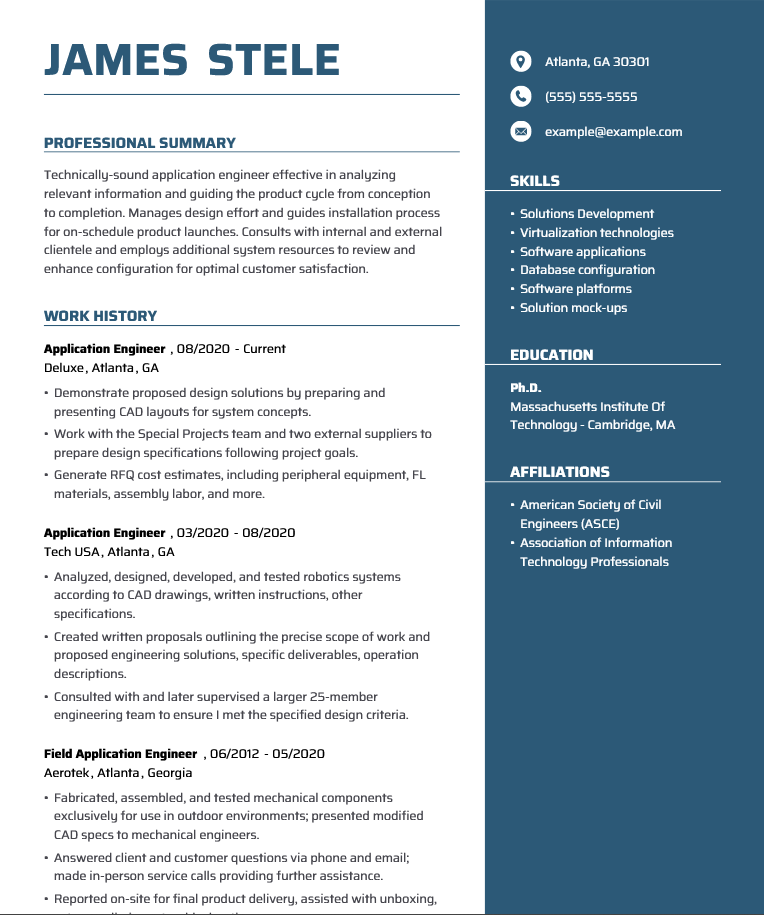 JAMES STELE
PROFESSIONAL SUMMARY
Technically-sound application engineer effective in analyzing
relevant information and guiding the product cycle from conception
to completion. Manages design effort and guides installation process
for on-schedule product launches. Consults with internal and external
clientele and employs additional system resources to review and
enhance configuration for optimal customer satisfaction.
WORK HISTORY
Application Engineer , 08/2020 - Current
Deluxe, Atlanta, GA
• Demonstrate proposed design solutions by preparing and
presenting CAD layouts for system concepts.
• Work with the Special Projects team and two external suppliers to
prepare design specifications following project goals.
• Generate RFQ cost estimates, including peripheral equipment, FL
materials, assembly labor, and more.
Application Engineer , 03/2020 - 08/2020
Tech USA, Atlanta, GA
• Analyzed, designed, developed, and tested robotics systems
according to CAD drawings, written instructions, other
specifications.
• Created written proposals outlining the precise scope of work and
proposed engineering solutions, specific deliverables, operation
descriptions.
• Consulted with and later supervised a larger 25-member
engineering team to ensure I met the specified design criteria.
Field Application Engineer , 06/2012 - 05/2020
Aerotek, Atlanta, Georgia
• Fabricated, assembled, and tested mechanical components
exclusively for use in outdoor environments; presented modified
CAD specs to mechanical engineers.
• Answered client and customer questions via phone and email;
made in-person service calls providing further assistance.
• Reported on-site for final product delivery, assisted with unboxing,
Atlanta, GA 30301
(555) 555-5555
example@example.com
SKILLS
• Solutions Development
• Virtualization technologies
• Software applications
• Database configuration
• Software platforms
• Solution mock-ups
EDUCATION
Ph.D.
Massachusetts Institute Of
Technology - Cambridge, MA
AFFILIATIONS
• American Society of Civil
Engineers (ASCE)
• Association of Information
Technology Professionals